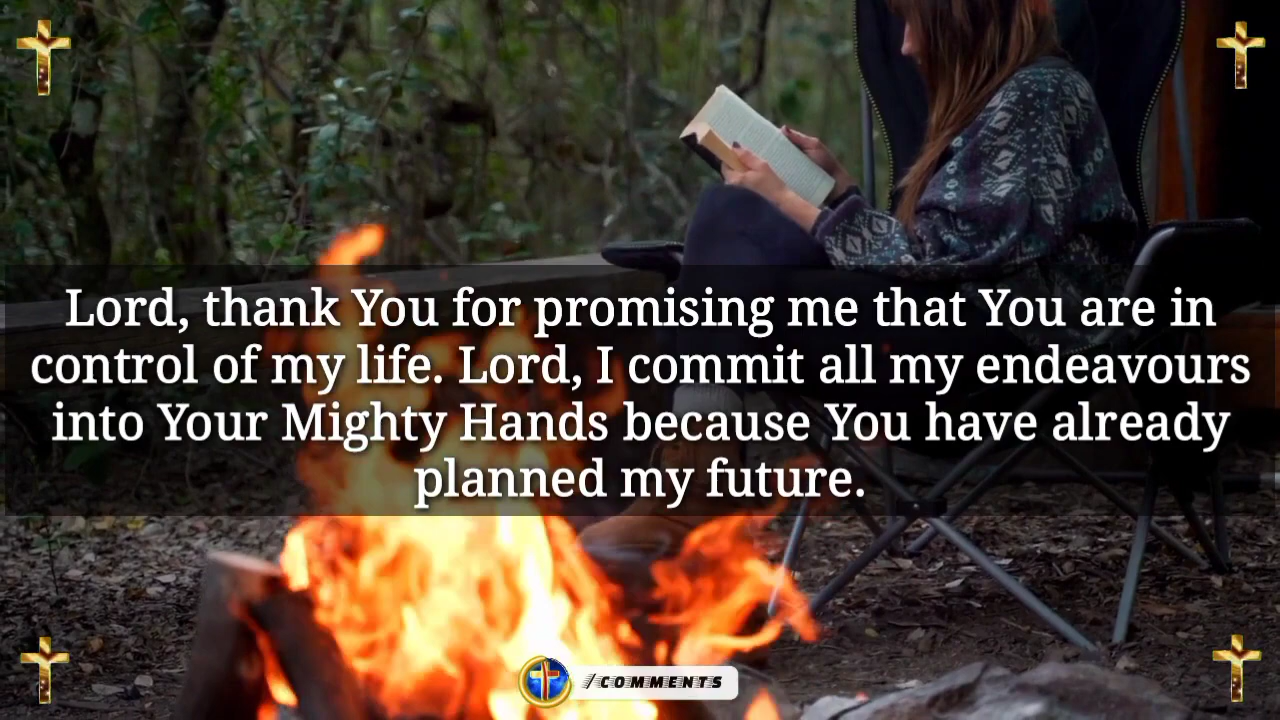 Lord, thank You for promising me that You are in
control of my life. Lord, I commit all my endeavours
into Your Mighty Hands because You have already
planned my future.
/COMMENTS